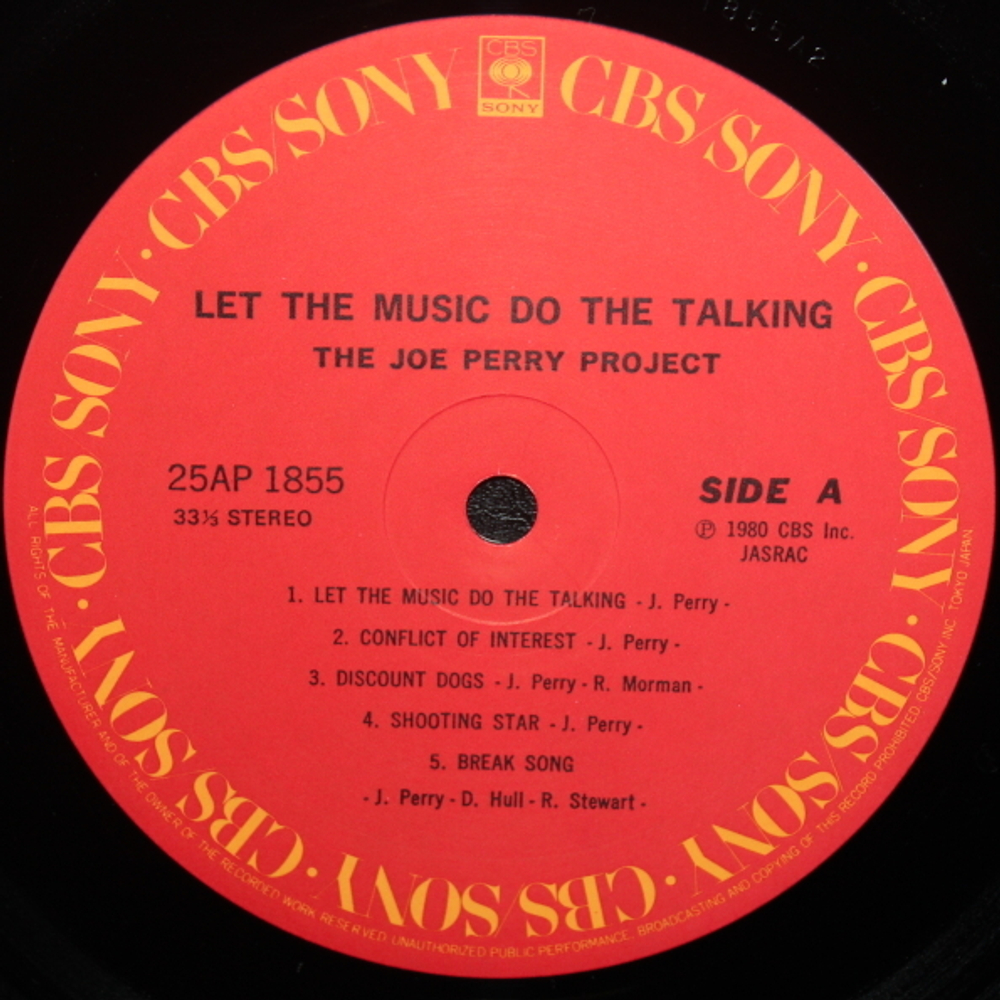 CBS
SONY
CBS/SONY · CBS/SONY · CBS/SONY · CBS/SONY · CBS/SONY · CBS/SONY · CBS/SONY · CBS/SONY
LET THE MUSIC DO THE TALKING
THE JOE PERRY PROJECT
25AP 1855
33⅓ STEREO
SIDE A
Ⓟ 1980 CBS Inc.
JASRAC
1. LET THE MUSIC DO THE TALKING - J. Perry -
2. CONFLICT OF INTEREST - J. Perry -
3. DISCOUNT DOGS - J. Perry - R. Morman -
4. SHOOTING STAR - J. Perry -
5. BREAK SONG
- J. Perry - D. Hull - R. Stewart -
ALL RIGHTS OF THE MANUFACTURER AND OF THE OWNER OF THE RECORDED WORK RESERVED. UNAUTHORIZED PUBLIC PERFORMANCE, BROADCASTING AND COPYING OF THIS RECORD PROHIBITED. CBS/SONY INC. TOKYO JAPAN